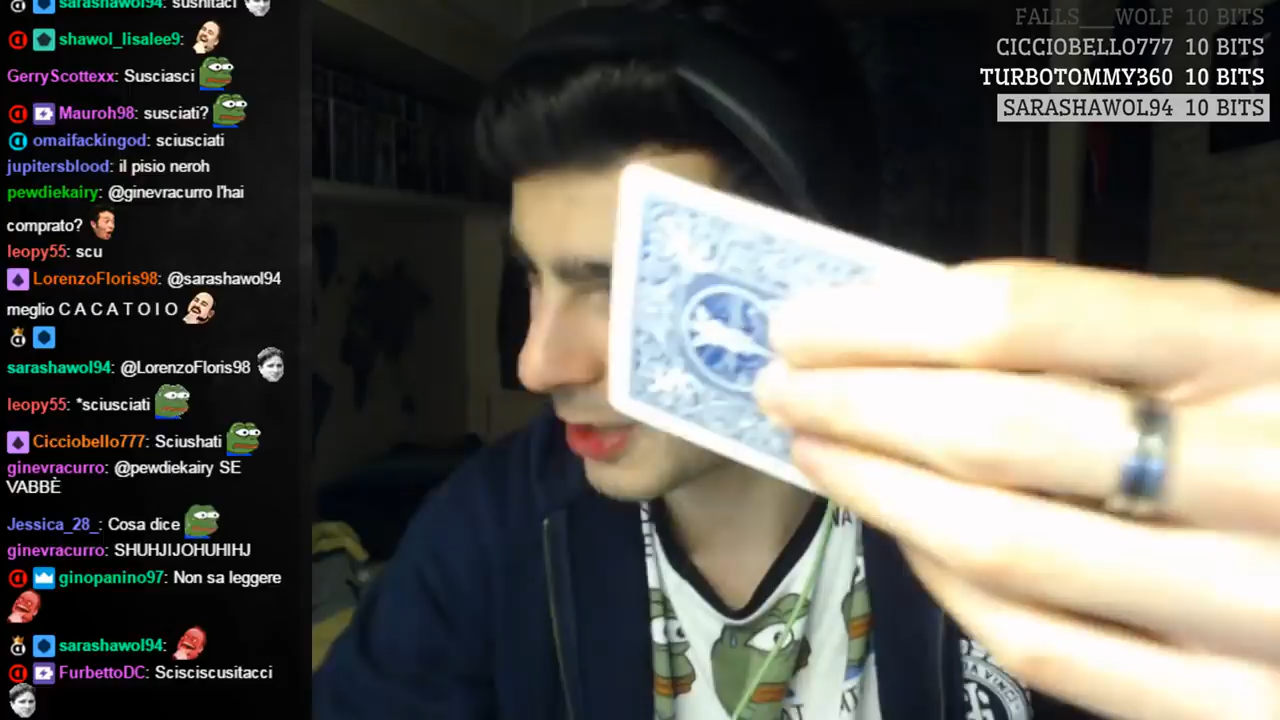 sarashawol94: sushitaci
shawol_lisalee9:
GerryScottexx: Susciasci
Mauroh98: susciati?
omaifackingod: sciusciati
jupitersblood: il pisio neroh
pewdiekairy: @ginevracurro l'hai
comprato?
leopy55: scu
LorenzoFloris98: @sarashawol94
meglio C A C A T O I O
sarashawol94: @LorenzoFloris98
leopy55: *sciusciati
Cicciobello777: Sciushati
ginevracurro: @pewdiekairy SE
VABBÈ
Jessica_28_: Cosa dice
ginevracurro: SHUHJIJOHUHIHJ
ginopanino97: Non sa leggere
sarashawol94:
FurbettoDC: Scisciscusitacci
FALLS___WOLF 10 BITS
CICCIOBELLO777 10 BITS
TURBOTOMMY360 10 BITS
SARASHAWOL94 10 BITS